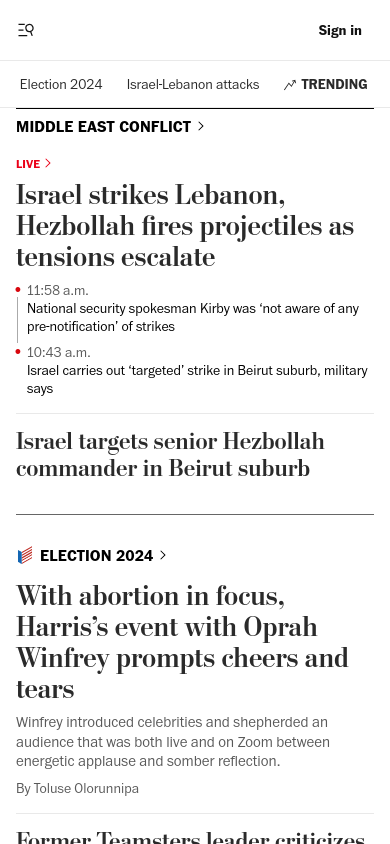 Sign in
Election 2024
Israel-Lebanon attacks
TRENDING
MIDDLE EAST CONFLICT
LIVE
Israel strikes Lebanon,
Hezbollah fires projectiles as
tensions escalate
11:58 a.m.
National security spokesman Kirby was ‘not aware of any
pre-notification’ of strikes
10:43 a.m.
Israel carries out ‘targeted’ strike in Beirut suburb, military
says
Israel targets senior Hezbollah
commander in Beirut suburb
ELECTION 2024
With abortion in focus,
Harris’s event with Oprah
Winfrey prompts cheers and
tears
Winfrey introduced celebrities and shepherded an
audience that was both live and on Zoom between
energetic applause and somber reflection.
By Toluse Olorunnipa
Former Teamsters leader criticizes